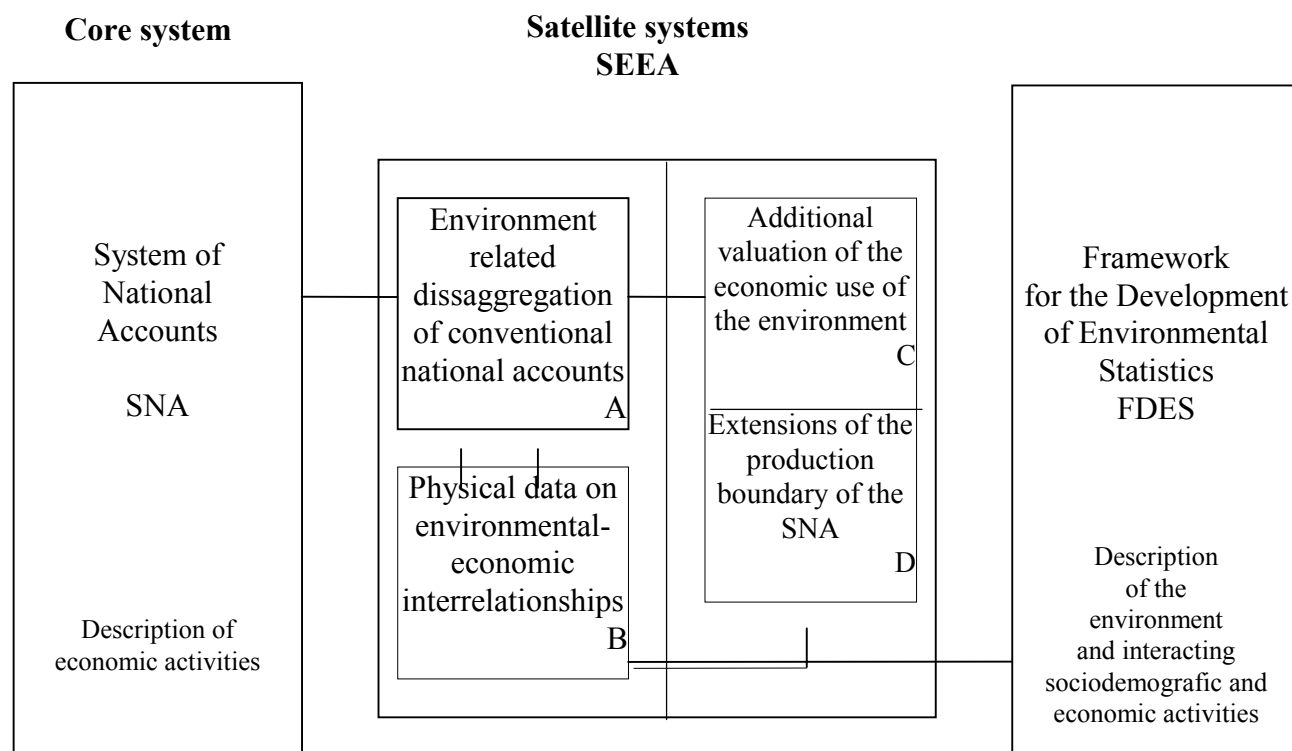 Core system
Satellite systems
SEEA
System of
National
Accounts
SNA
Description of
economic activities
Environment
related
dissaggregation
of conventional
national accounts
A
Physical data on
environmental-
economic
interrelationships
B
Additional
valuation of the
economic use of
the environment
C
Extensions of the
production
boundary of the
SNA
D
Framework
for the Development
of Environmental
Statistics
FDES
Description
of the
environment
and interacting
sociodemografic and
economic activities